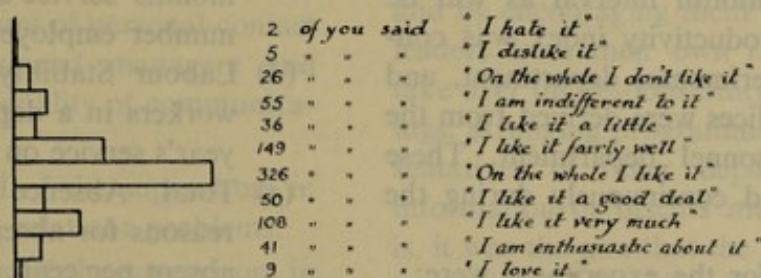 2 of you said "I hate it"
5 " " " "I dislike it"
26 " " " "On the whole I don't like it"
55 " " " "I am indifferent to it"
36 " " " "I like it a little"
149 " " " "I like it fairly well"
326 " " " "On the whole I like it"
50 " " " "I like it a good deal"
108 " " " "I like it very much"
41 " " " "I am enthusiastic about it"
9 " " " "I love it"